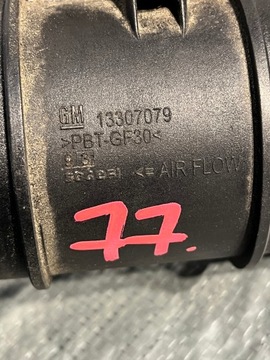 GM 13307079
>PBT-GF30<
<= AIR FLOW
77.